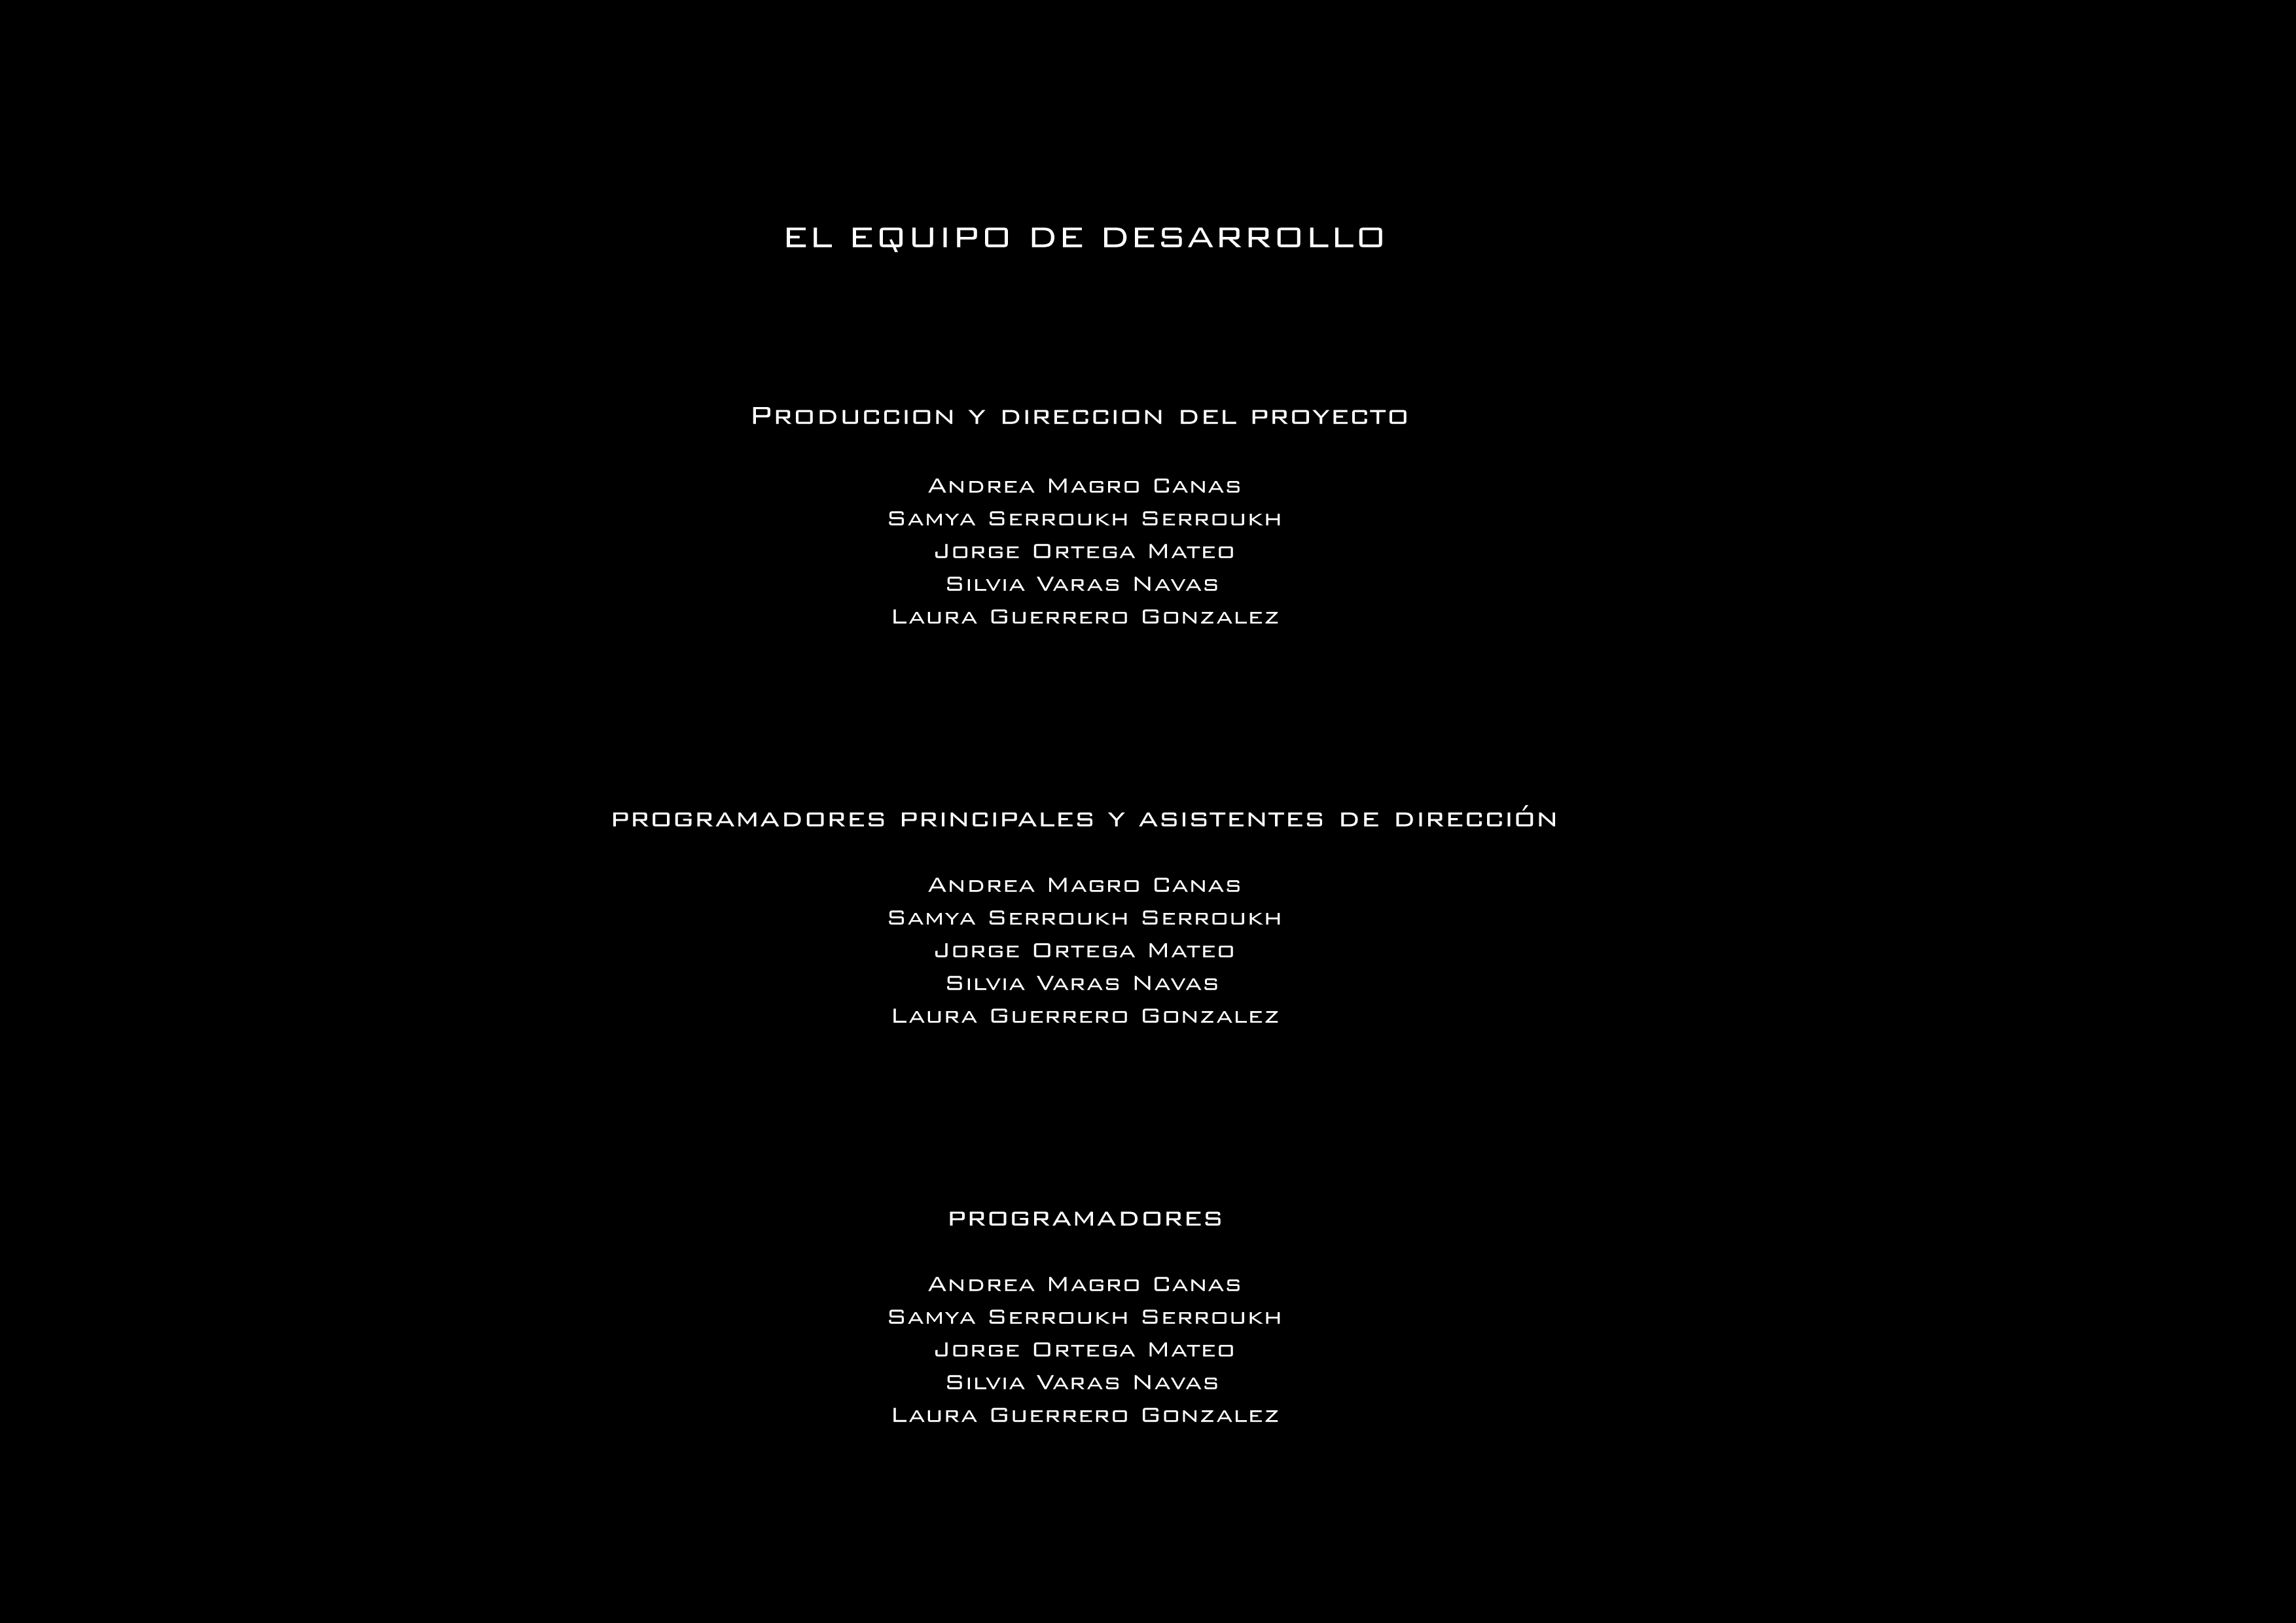 EL EQUIPO DE DESARROLLO
Produccion y direccion del proyecto
Andrea Magro Canas
Samya Serroukh Serroukh
Jorge Ortega Mateo
Silvia Varas Navas
Laura Guerrero Gonzalez
programadores principales y asistentes de dirección
Andrea Magro Canas
Samya Serroukh Serroukh
Jorge Ortega Mateo
Silvia Varas Navas
Laura Guerrero Gonzalez
programadores
Andrea Magro Canas
Samya Serroukh Serroukh
Jorge Ortega Mateo
Silvia Varas Navas
Laura Guerrero Gonzalez